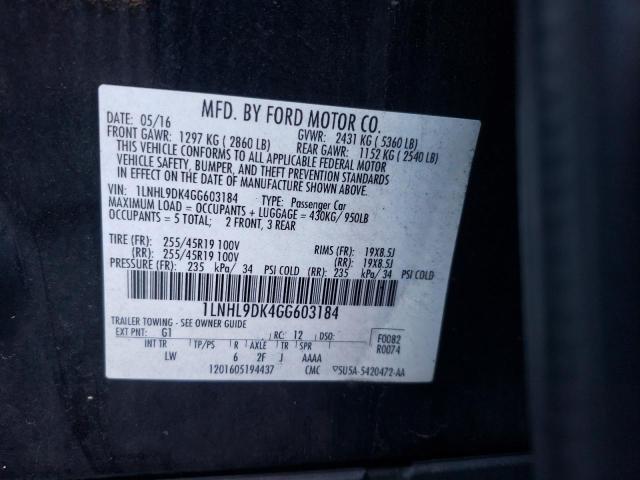 MFD. BY FORD MOTOR CO.
DATE: 05/16 GVWR: 2431 KG (5360 LB)
FRONT GAWR: 1297 KG (2860 LB) REAR GAWR: 1152 KG (2540 LB)
THIS VEHICLE CONFORMS TO ALL APPLICABLE FEDERAL MOTOR
VEHICLE SAFETY, BUMPER, AND THEFT PREVENTION STANDARDS
IN EFFECT ON THE DATE OF MANUFACTURE SHOWN ABOVE.
VIN: 1LNHL9DK4GG603184 TYPE: Passenger Car
MAXIMUM LOAD = OCCUPANTS + LUGGAGE = 430KG/950LB
OCCUPANTS = 5 TOTAL; 2 FRONT, 3 REAR
TIRE (FR): 255/45R19 100V RIMS (FR): 19X8.5J
(RR): 255/45R19 100V (RR): 19X8.5J
PRESSURE (FR): 235 kPa/ 34 PSI COLD (RR): 235 kPa/ 34 PSI COLD
1LNHL9DK4GG603184
TRAILER TOWING - SEE OWNER GUIDE
EXT PNT: G1 RC: 12 DSO: F0082
INT TR TP/PS R AXLE TR SPR R0074
LW 6 2F J AAAA
1201605194437 CMC ▽5U5A-5420472-AA